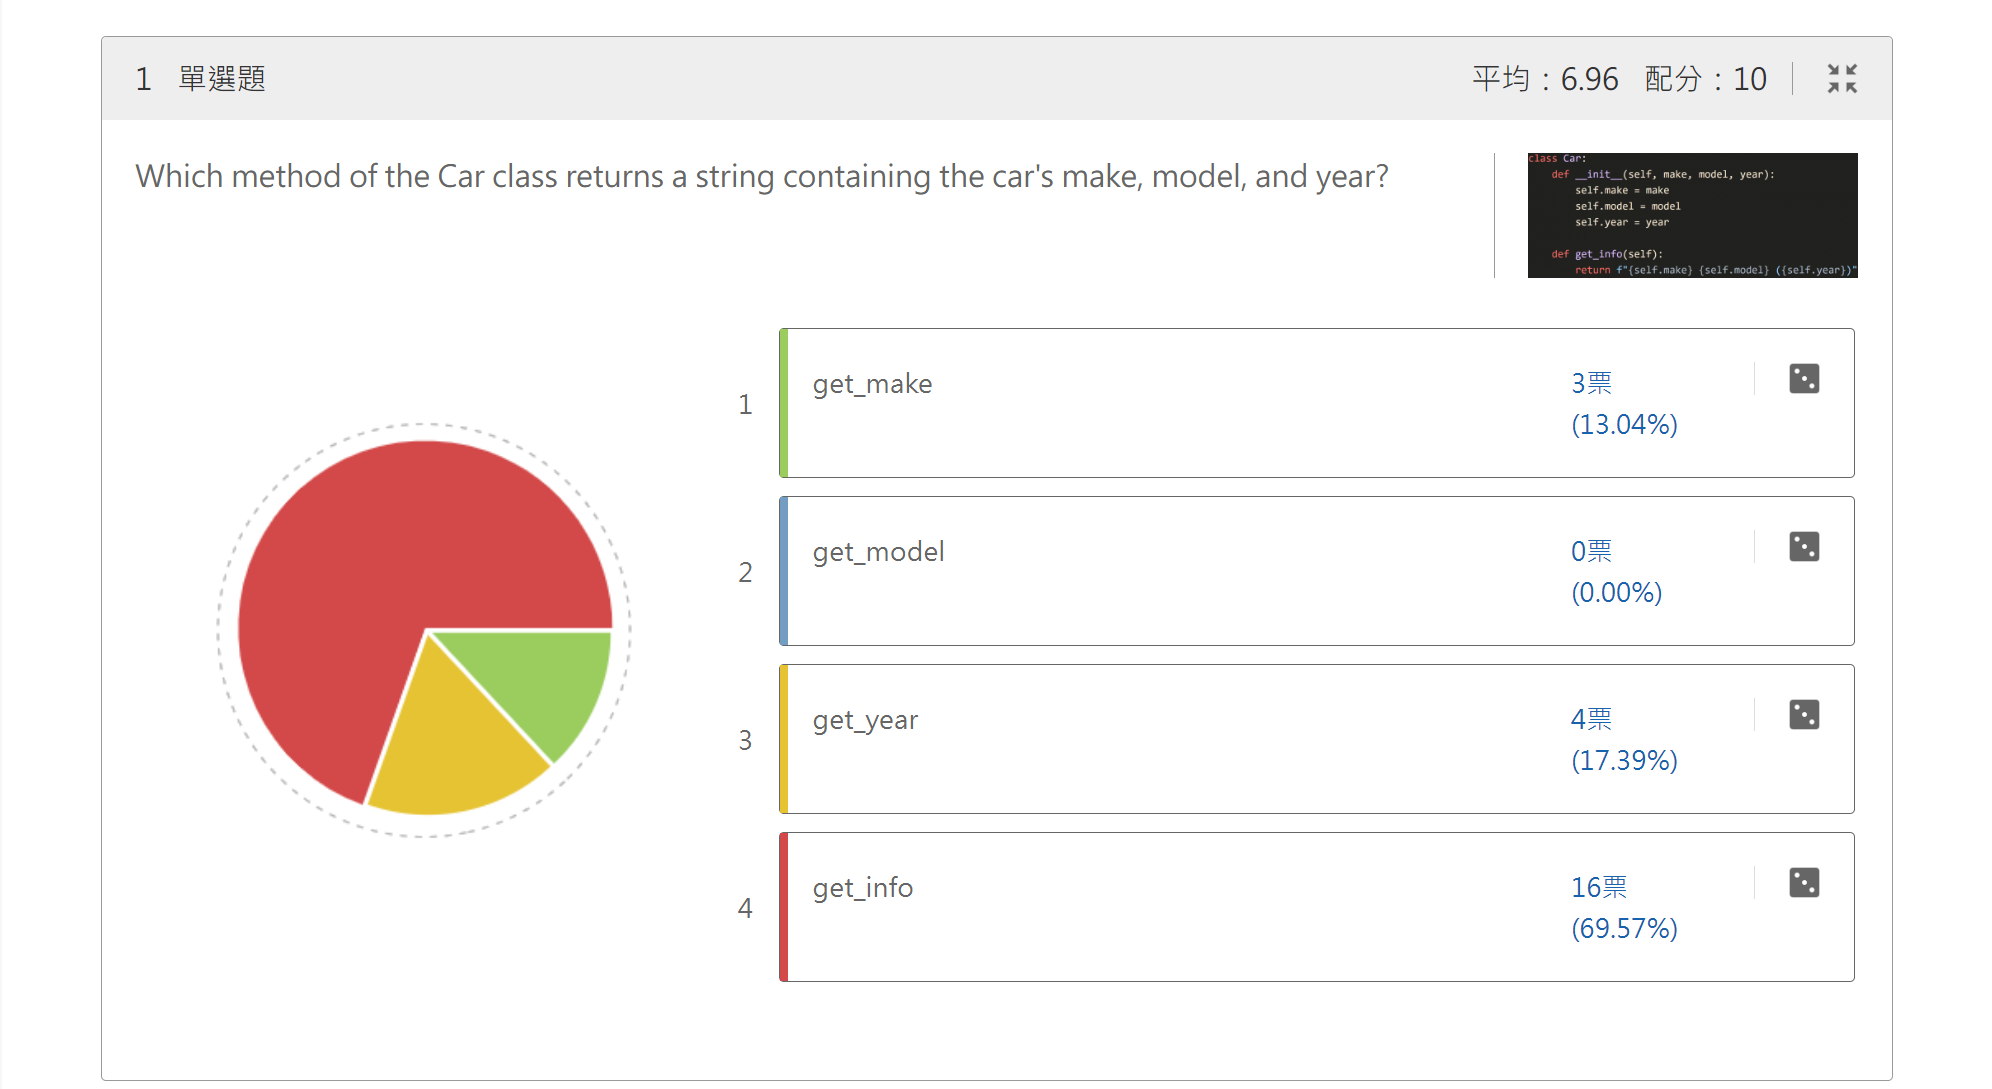 1 單選題
平均：6.96 配分：10
Which method of the Car class returns a string containing the car's make, model, and year?
class Car:
def __init__(self, make, model, year):
self.make = make
self.model = model
self.year = year
def get_info(self):
return f"{self.make} {self.model} ({self.year})"
1 get_make 3票
(13.04%)
2 get_model 0票
(0.00%)
3 get_year 4票
(17.39%)
4 get_info 16票
(69.57%)